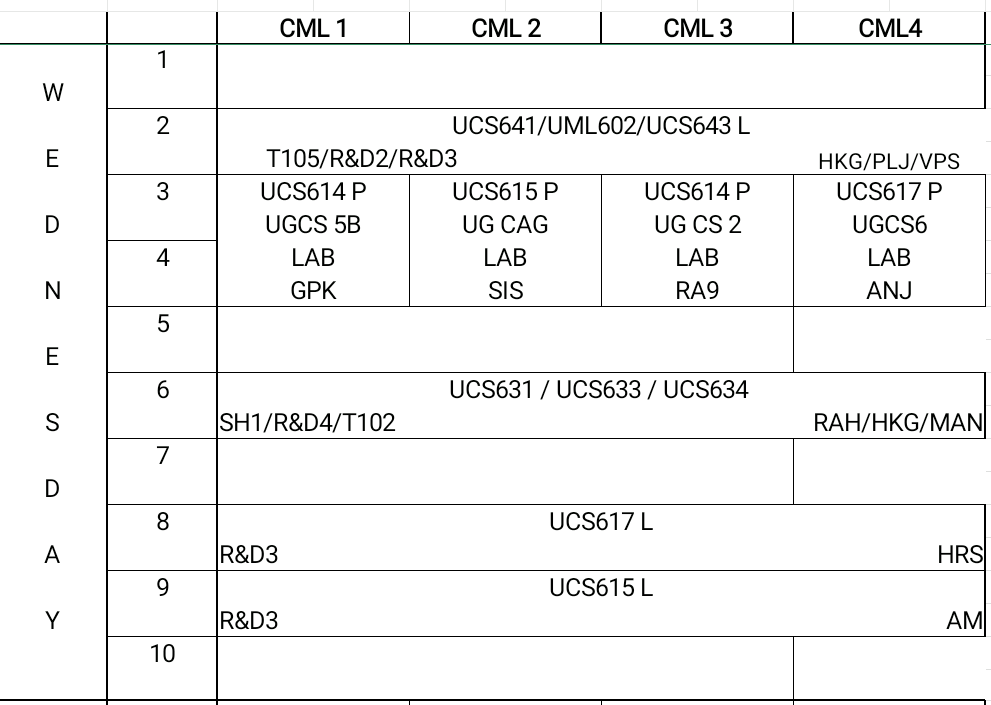 CML 1 CML 2 CML 3 CML4
1
W
2 UCS641/UML602/UCS643 L
E T105/R&D2/R&D3 HKG/PLJ/VPS
3 UCS614 P UCS615 P UCS614 P UCS617 P
D UGCS 5B UG CAG UG CS 2 UGCS6
4 LAB LAB LAB LAB
N GPK SIS RA9 ANJ
5
E
6 UCS631 / UCS633 / UCS634
S SH1/R&D4/T102 RAH/HKG/MAN
7
D
8 UCS617 L
A R&D3 HRS
9 UCS615 L
Y R&D3 AM
10